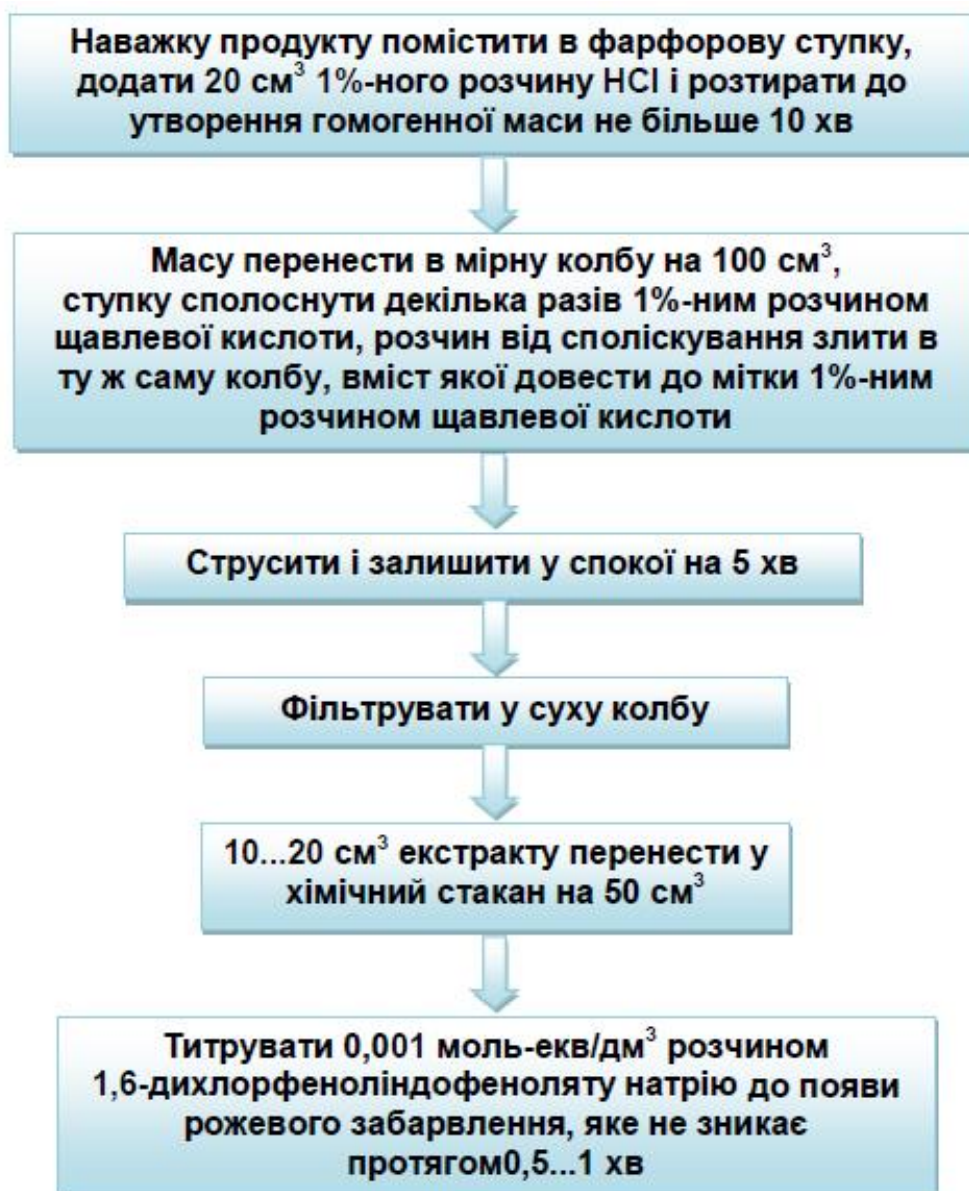 Наважку продукту помістити в фарфорову ступку,
додати 20 см³ 1%-ного розчину HCl і розтирати до
утворення гомогенної маси не більше 10 хв
Масу перенести в мірну колбу на 100 см³,
ступку сполоснути декілька разів 1%-ним розчином
щавлевої кислоти, розчин від споліскування злити в
ту ж саму колбу, вміст якої довести до мітки 1%-ним
розчином щавлевої кислоти
Струсити і залишити у спокої на 5 хв
Фільтрувати у суху колбу
10...20 см³ екстракту перенести у
хімічний стакан на 50 см³
Титрувати 0,001 моль-екв/дм³ розчином
1,6-дихлорфеноліндофеноляту натрію до появи
рожевого забарвлення, яке не зникає
протягом0,5...1 хв